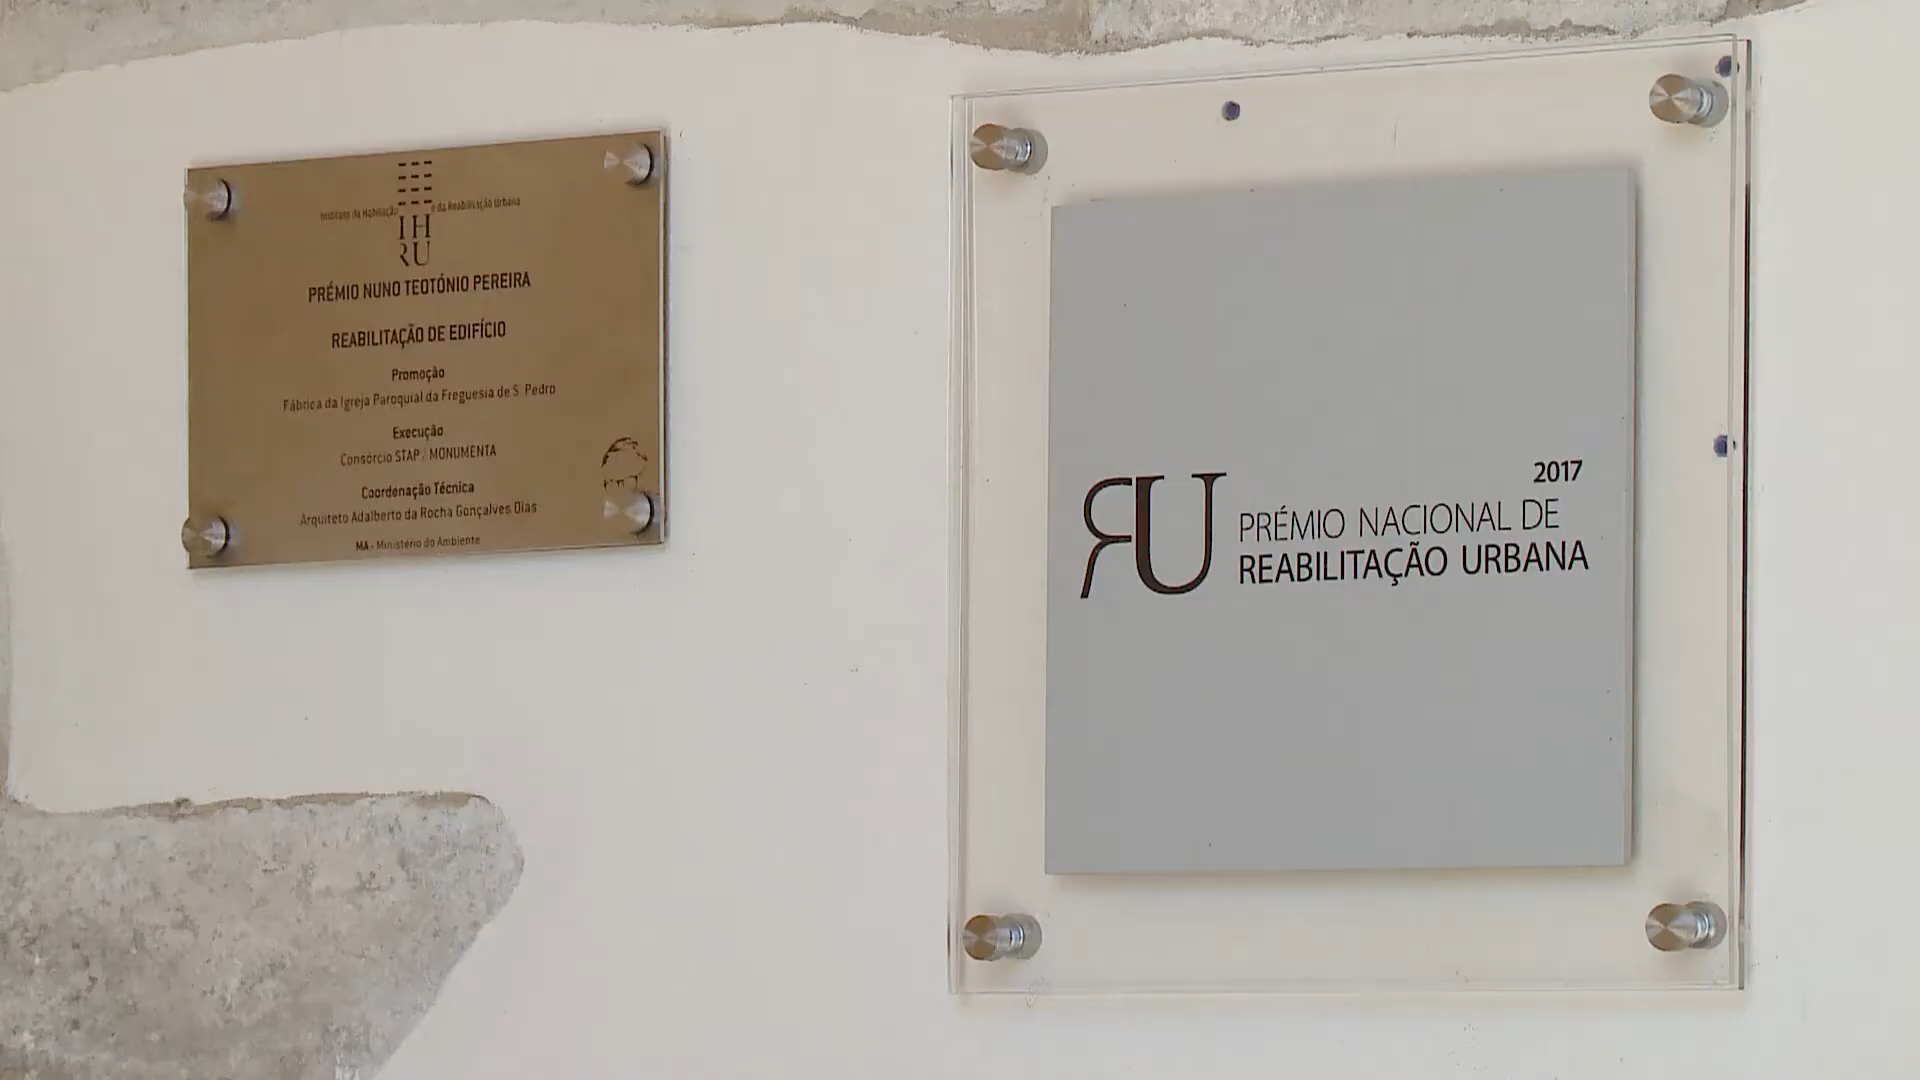 Instituto da Habitação e da Reabilitação Urbana
IH
RU
PRÉMIO NUNO TEOTÓNIO PEREIRA
REABILITAÇÃO DE EDIFÍCIO
Promoção
Fábrica da Igreja Paroquial da Freguesia de S. Pedro
Execução
Consórcio STAP / MONUMENTA
Coordenação Técnica
Arquiteto Adalberto da Rocha Gonçalves Dias
MA - Ministério do Ambiente
RU
2017
PRÉMIO NACIONAL DE
REABILITAÇÃO URBANA